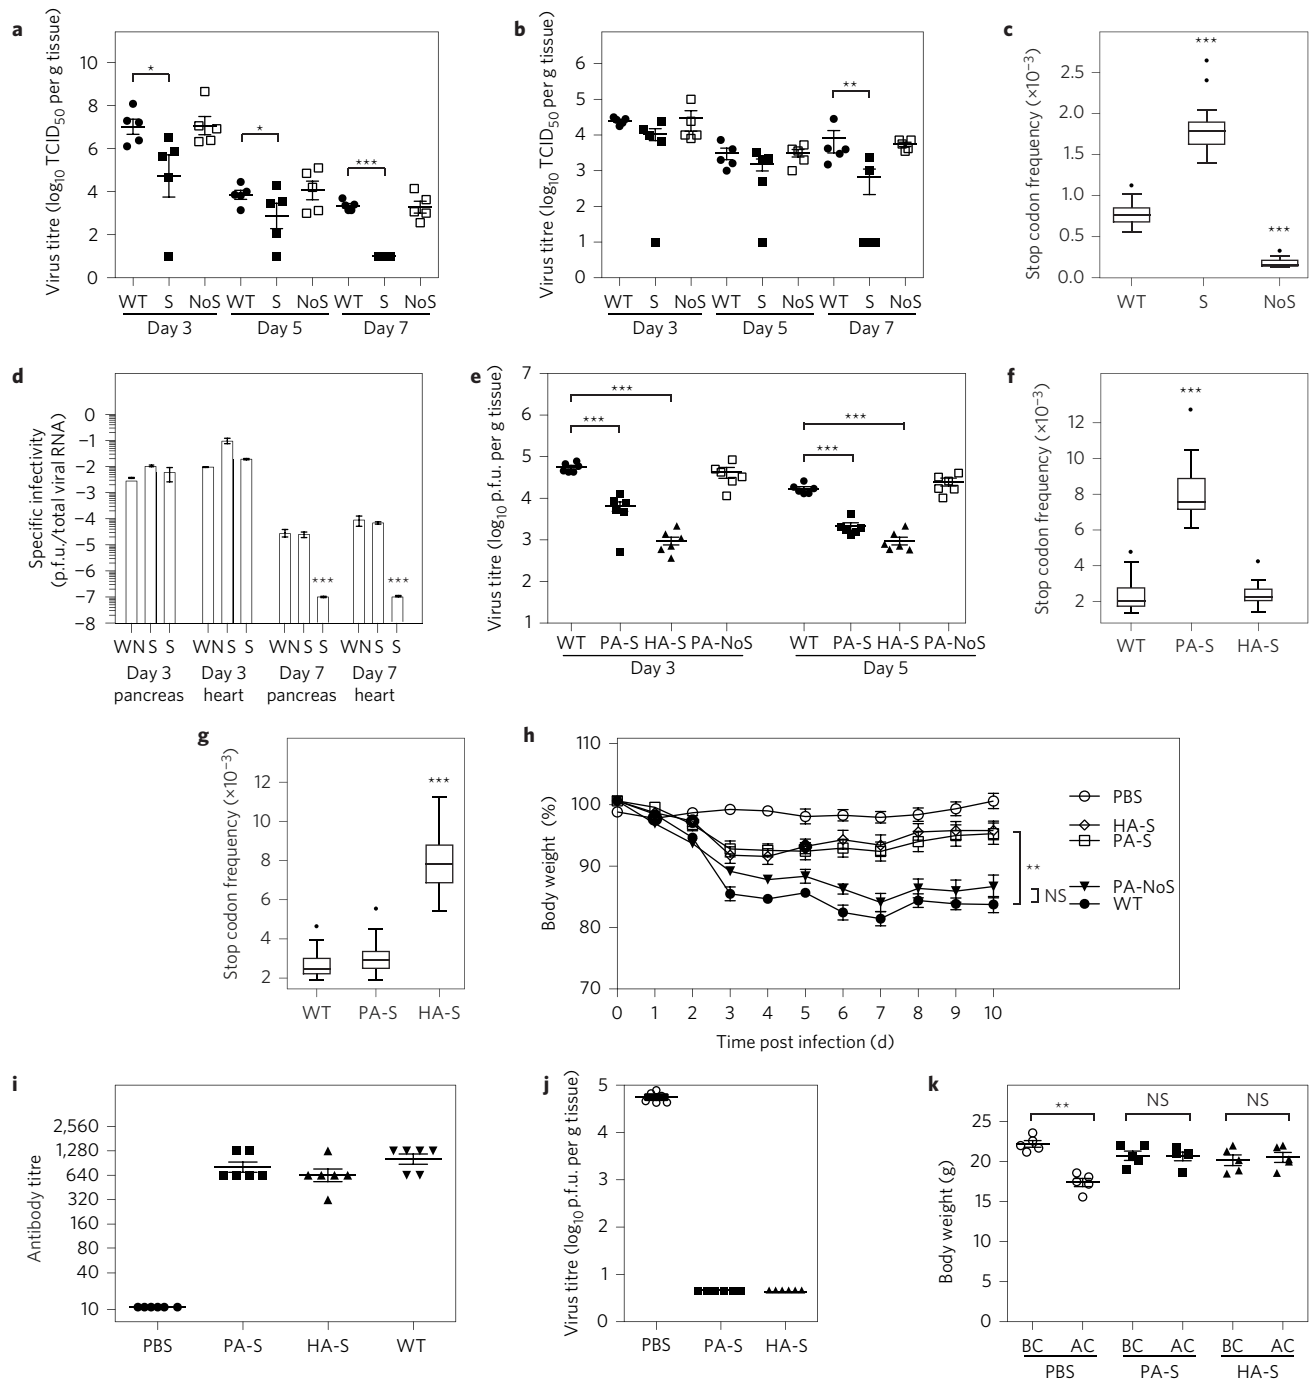 a
Virus titre (log10 TCID50 per g tissue)
10
8
6
4
2
0
*
*
***
WT S NoS WT S NoS WT S NoS
Day 3 Day 5 Day 7
b
Virus titre (log10 TCID50 per g tissue)
6
5
4
3
2
1
0
**
WT S NoS WT S NoS WT S NoS
Day 3 Day 5 Day 7
c
Stop codon frequency (×10−3)
2.5
2.0
1.5
1.0
0.5
0.0
***
***
WT S NoS
d
Specific infectivity
(p.f.u./total viral RNA)
0
−1
−2
−3
−4
−5
−6
−7
−8
***
***
WN S S WN S S WN S S WN S S
Day 3 Day 3 Day 7 Day 7
pancreas heart pancreas heart
e
Virus titre (log10 p.f.u. per g tissue)
7
6
5
4
3
2
1
***
***
***
***
WT PA-S HA-S PA-NoS WT PA-S HA-S PA-NoS
Day 3 Day 5
f
Stop codon frequency (×10−3)
12
10
8
6
4
2
***
WT PA-S HA-S
g
Stop codon frequency (×10−3)
12
10
8
6
4
2
***
WT PA-S HA-S
h
Body weight (%)
110
100
90
80
70
PBS
HA-S
PA-S
PA-NoS
WT
**
NS
0 1 2 3 4 5 6 7 8 9 10
Time post infection (d)
i
Antibody titre
2,560
1,280
640
320
160
80
40
10
PBS PA-S HA-S WT
j
Virus titre (log10 p.f.u. per g tissue)
5
4
3
2
1
0
PBS PA-S HA-S
k
Body weight (g)
25
20
15
10
5
0
** NS NS
BC AC BC AC BC AC
PBS PA-S HA-S